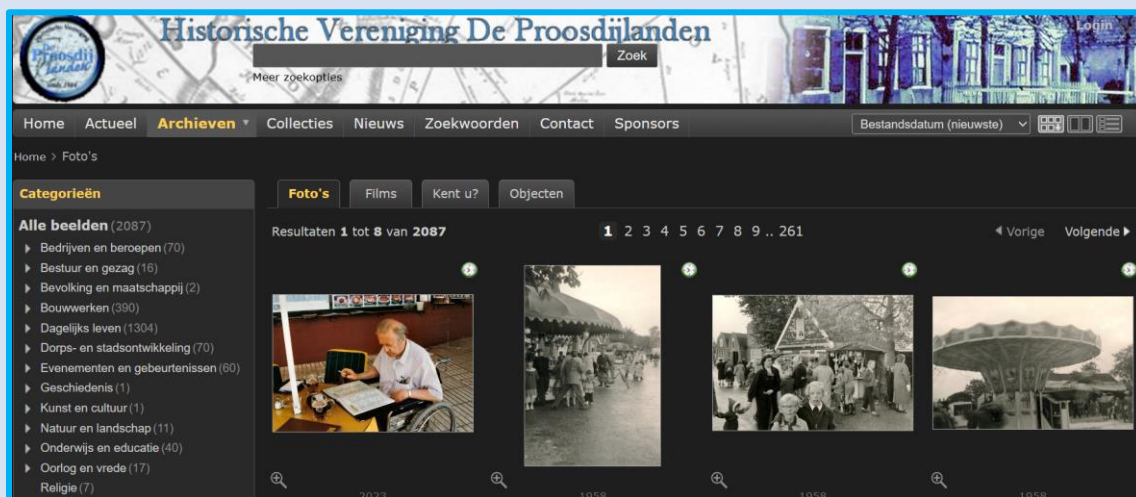 Historische Vereniging De Proosdijlanden
Login
De
Proosdij
landen
Zoek
Meer zoekopties
Home Actueel Archieven Collecties Nieuws Zoekwoorden Contact Sponsors Bestandsdatum (nieuwste)
Home > Foto's
Categorieën
Foto's Films Kent u? Objecten
Alle beelden (2087)
Bedrijven en beroepen (70)
Bestuur en gezag (16)
Bevolking en maatschappij (2)
Bouwwerken (390)
Dagelijks leven (1304)
Dorps- en stadsontwikkeling (70)
Evenementen en gebeurtenissen (60)
Geschiedenis (1)
Kunst en cultuur (1)
Natuur en landschap (11)
Onderwijs en educatie (40)
Oorlog en vrede (17)
Religie (7)
Resultaten 1 tot 8 van 2087 1 2 3 4 5 6 7 8 9 .. 261 Vorige Volgende
2023 1958 1958 1958